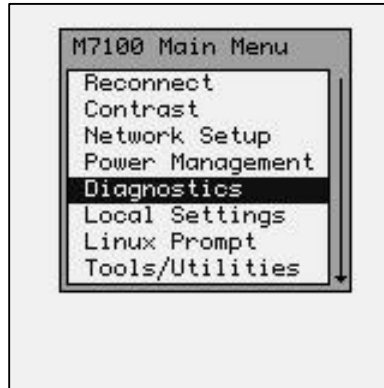 M7100 Main Menu
Reconnect
Contrast
Network Setup
Power Management
Diagnostics
Local Settings
Linux Prompt
Tools/Utilities